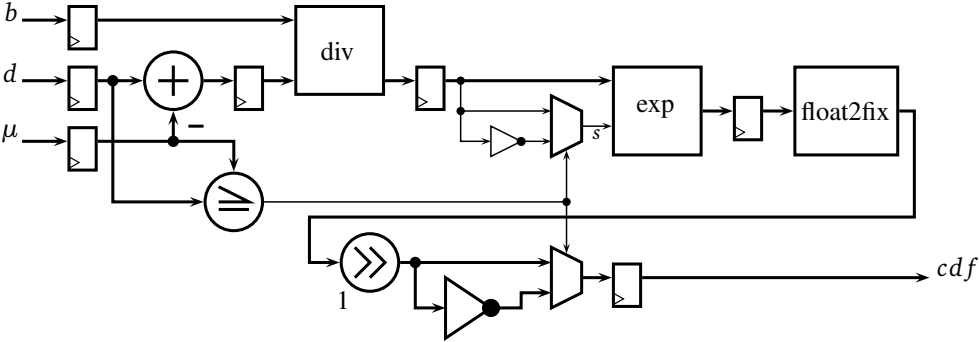 b
d
μ
+
−
div
≥
s
exp
float2fix
≫
1
cdf